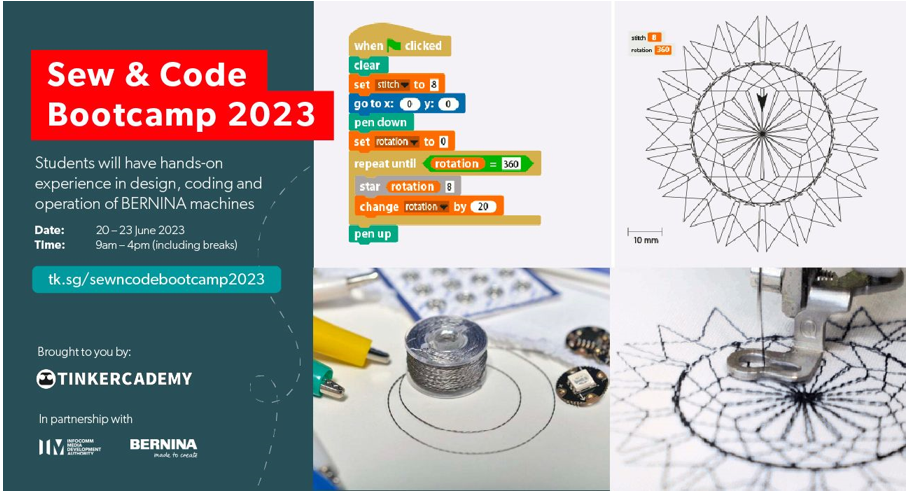 Sew & Code
Bootcamp 2023
Students will have hands-on
experience in design, coding and
operation of BERNINA machines
Date: 20 – 23 June 2023
Time: 9am – 4pm (including breaks)
tk.sg/sewncodebootcamp2023
Brought to you by:
TINKERCADEMY
In partnership with
INFOCOMM
MEDIA
DEVELOPMENT
AUTHORITY
BERNINA
made to create
when clicked
clear
set stitch to 8
go to x: 0 y: 0
pen down
set rotation to 0
repeat until rotation = 360
star rotation 8
change rotation by 20
pen up
stitch 8
rotation 360
10 mm